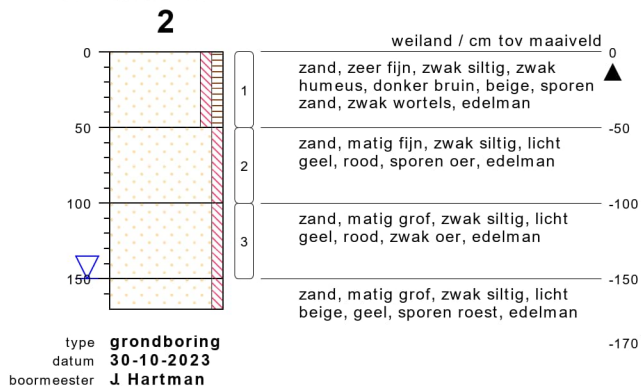 2
weiland / cm tov maaiveld
0
0
1
zand, zeer fijn, zwak siltig, zwak
humeus, donker bruin, beige, sporen
zand, zwak wortels, edelman
50
-50
2
zand, matig fijn, zwak siltig, licht
geel, rood, sporen oer, edelman
100
-100
3
zand, matig grof, zwak siltig, licht
geel, rood, zwak oer, edelman
150
-150
zand, matig grof, zwak siltig, licht
beige, geel, sporen roest, edelman
-170
type grondboring
datum 30-10-2023
boormeester J. Hartman